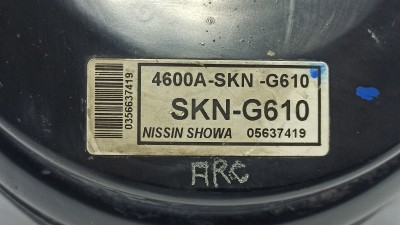 4600A-SKN -G610
SKN-G610
NISSIN SHOWA 05637419
0356637419
ARC